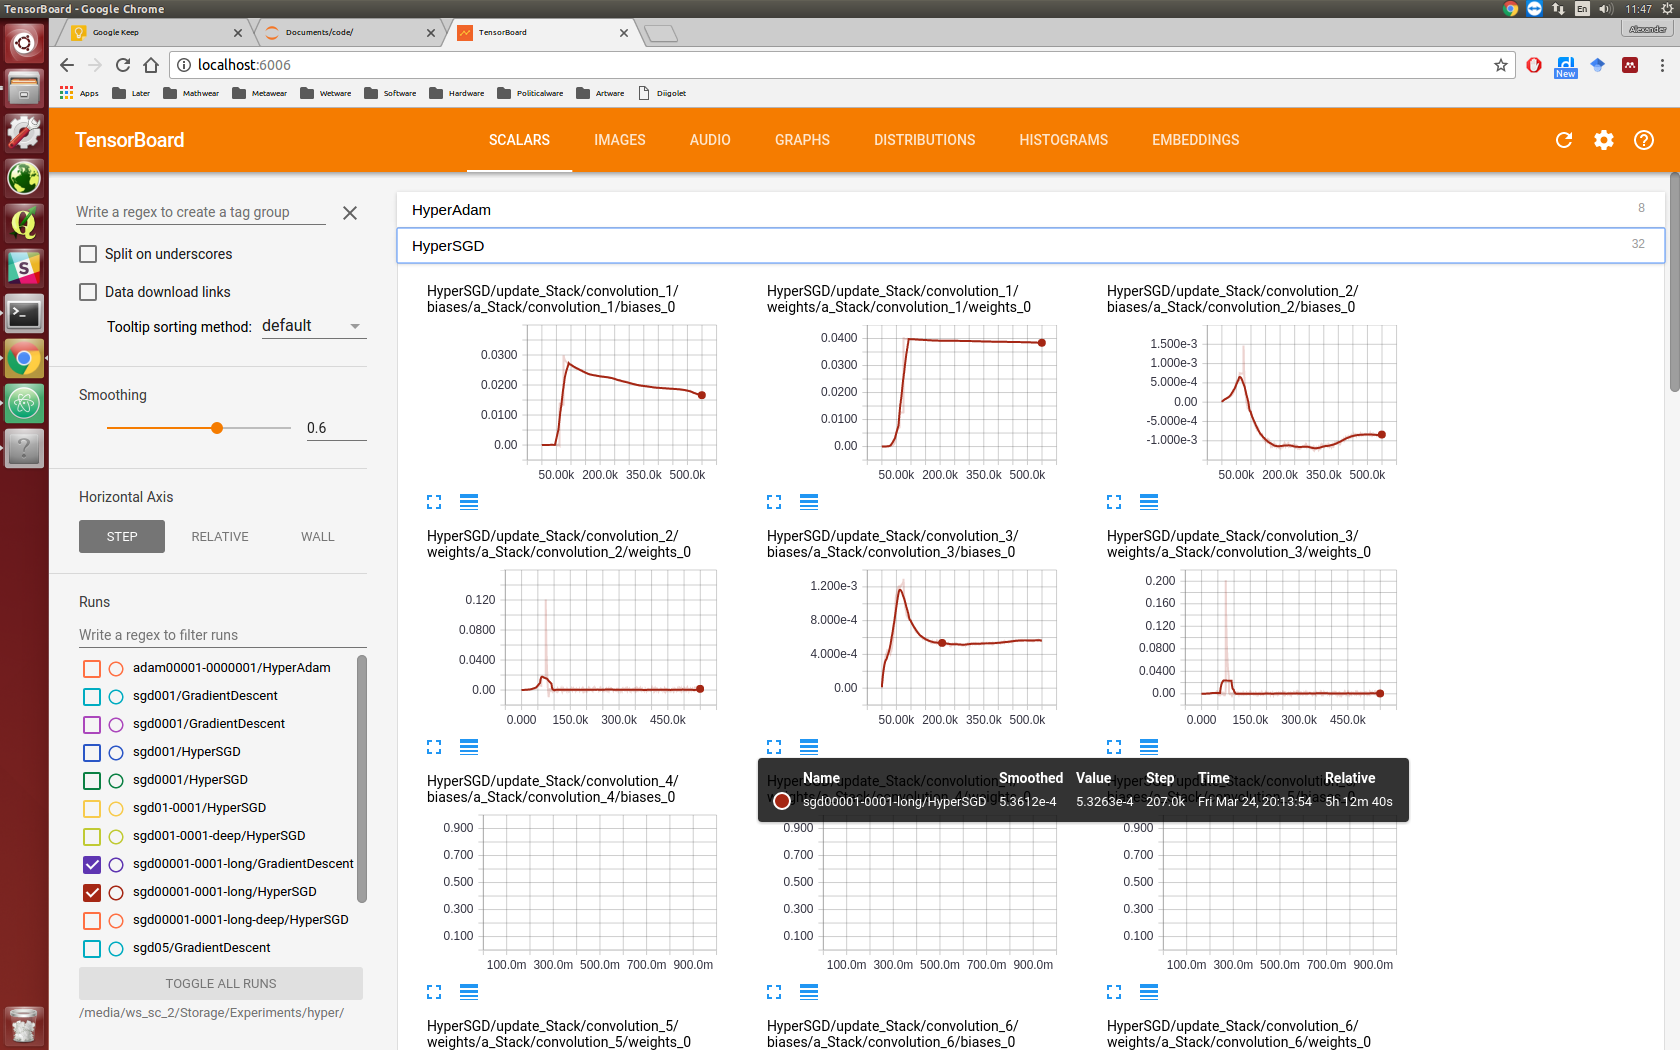 TensorBoard - Google Chrome
En
11:47
Google Keep
Documents/code/
TensorBoard
Alexander
localhost:6006
New
Apps
Later
Mathwear
Metawear
Wetware
Software
Hardware
Politicalware
Artware
Diigolet
TensorBoard
SCALARS
IMAGES
AUDIO
GRAPHS
DISTRIBUTIONS
HISTOGRAMS
EMBEDDINGS
Write a regex to create a tag group
Split on underscores
Data download links
Tooltip sorting method: default
Smoothing
0.6
Horizontal Axis
STEP
RELATIVE
WALL
Runs
Write a regex to filter runs
adam00001-0000001/HyperAdam
sgd001/GradientDescent
sgd0001/GradientDescent
sgd001/HyperSGD
sgd0001/HyperSGD
sgd01-0001/HyperSGD
sgd001-0001-deep/HyperSGD
sgd00001-0001-long/GradientDescent
sgd00001-0001-long/HyperSGD
sgd00001-0001-long-deep/HyperSGD
sgd05/GradientDescent
TOGGLE ALL RUNS
/media/ws_sc_2/Storage/Experiments/hyper/
HyperAdam
8
HyperSGD
32
HyperSGD/update_Stack/convolution_1/
biases/a_Stack/convolution_1/biases_0
0.0300
0.0200
0.0100
0.00
50.00k 200.0k 350.0k 500.0k
HyperSGD/update_Stack/convolution_1/
weights/a_Stack/convolution_1/weights_0
0.0400
0.0300
0.0200
0.0100
0.00
50.00k 200.0k 350.0k 500.0k
HyperSGD/update_Stack/convolution_2/
biases/a_Stack/convolution_2/biases_0
1.500e-3
1.000e-3
5.000e-4
0.00
-5.000e-4
-1.000e-3
50.00k 200.0k 350.0k 500.0k
HyperSGD/update_Stack/convolution_2/
weights/a_Stack/convolution_2/weights_0
0.120
0.0800
0.0400
0.00
0.000 150.0k 300.0k 450.0k
HyperSGD/update_Stack/convolution_3/
biases/a_Stack/convolution_3/biases_0
1.200e-3
8.000e-4
4.000e-4
0.00
50.00k 200.0k 350.0k 500.0k
HyperSGD/update_Stack/convolution_3/
weights/a_Stack/convolution_3/weights_0
0.200
0.160
0.120
0.0800
0.0400
0.00
0.000 150.0k 300.0k 450.0k
Name Smoothed Value Step Time Relative
sgd00001-0001-long/HyperSGD 5.3612e-4 5.3263e-4 207.0k Fri Mar 24, 20:13:54 5h 12m 40s
HyperSGD/update_Stack/convolution_4/
biases/a_Stack/convolution_4/biases_0
0.900
0.700
0.500
0.300
0.100
100.0m 300.0m 500.0m 700.0m 900.0m
0.900
0.700
0.500
0.300
0.100
100.0m 300.0m 500.0m 700.0m 900.0m
0.900
0.700
0.500
0.300
0.100
100.0m 300.0m 500.0m 700.0m 900.0m
HyperSGD/update_Stack/convolution_5/
weights/a_Stack/convolution_5/weights_0
HyperSGD/update_Stack/convolution_6/
biases/a_Stack/convolution_6/biases_0
HyperSGD/update_Stack/convolution_6/
weights/a_Stack/convolution_6/weights_0